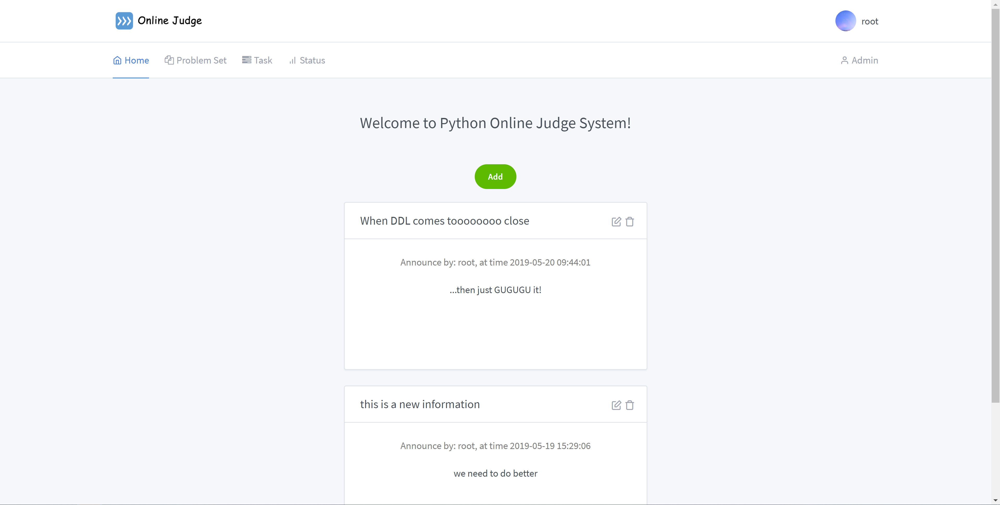 Online Judge
root
Home Problem Set Task Status Admin
Welcome to Python Online Judge System!
Add
When DDL comes toooooooo close
Announce by: root, at time 2019-05-20 09:44:01
...then just GUGUGU it!
this is a new information
Announce by: root, at time 2019-05-19 15:29:06
we need to do better